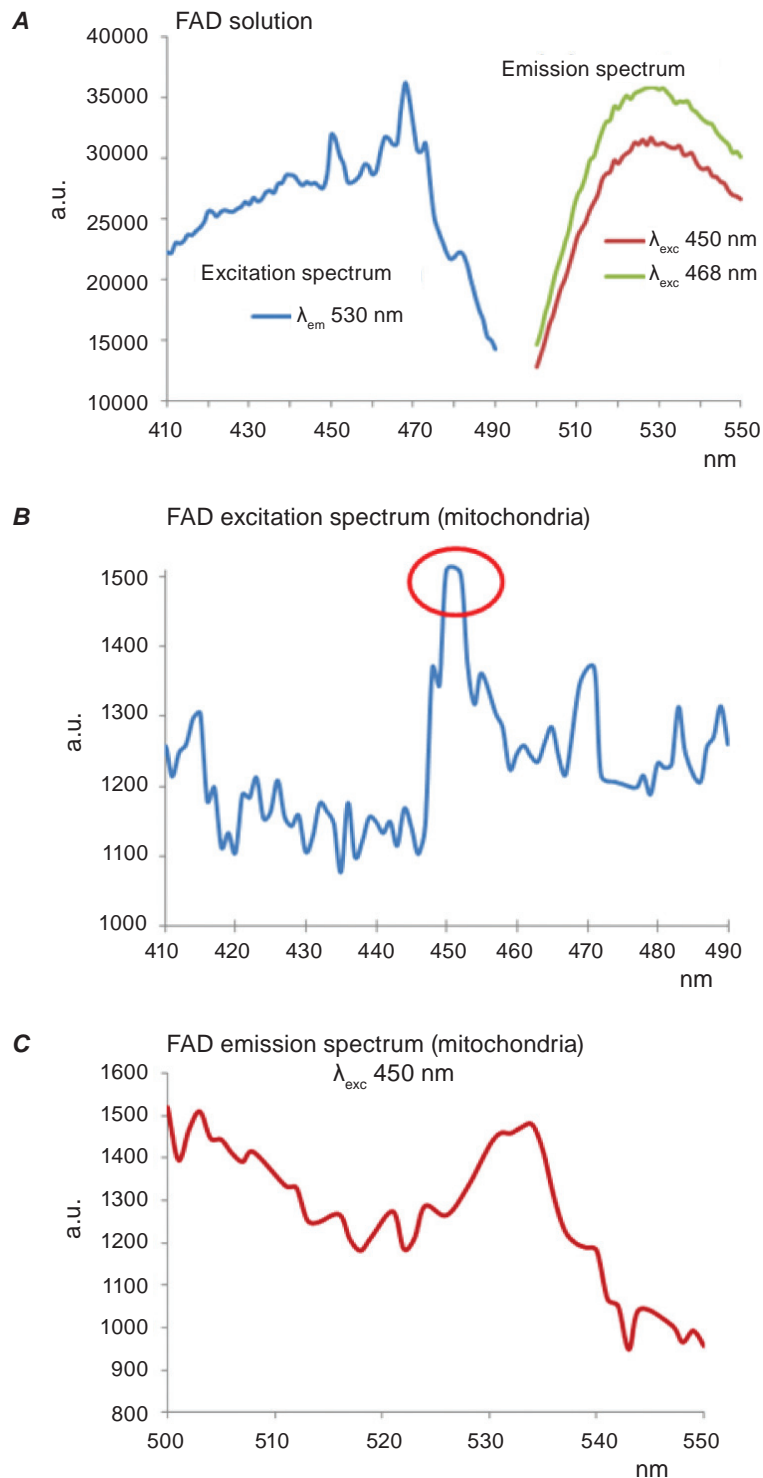 A FAD solution
40000
35000
30000
25000
20000
15000
10000
a.u.
Emission spectrum
λexc 450 nm
λexc 468 nm
Excitation spectrum
λem 530 nm
410 430 450 470 490 510 530 550
nm
B FAD excitation spectrum (mitochondria)
1500
1400
1300
1200
1100
1000
a.u.
410 420 430 440 450 460 470 480 490
nm
C FAD emission spectrum (mitochondria)
λexc 450 nm
1600
1500
1400
1300
1200
1100
1000
900
800
a.u.
500 510 520 530 540 550
nm